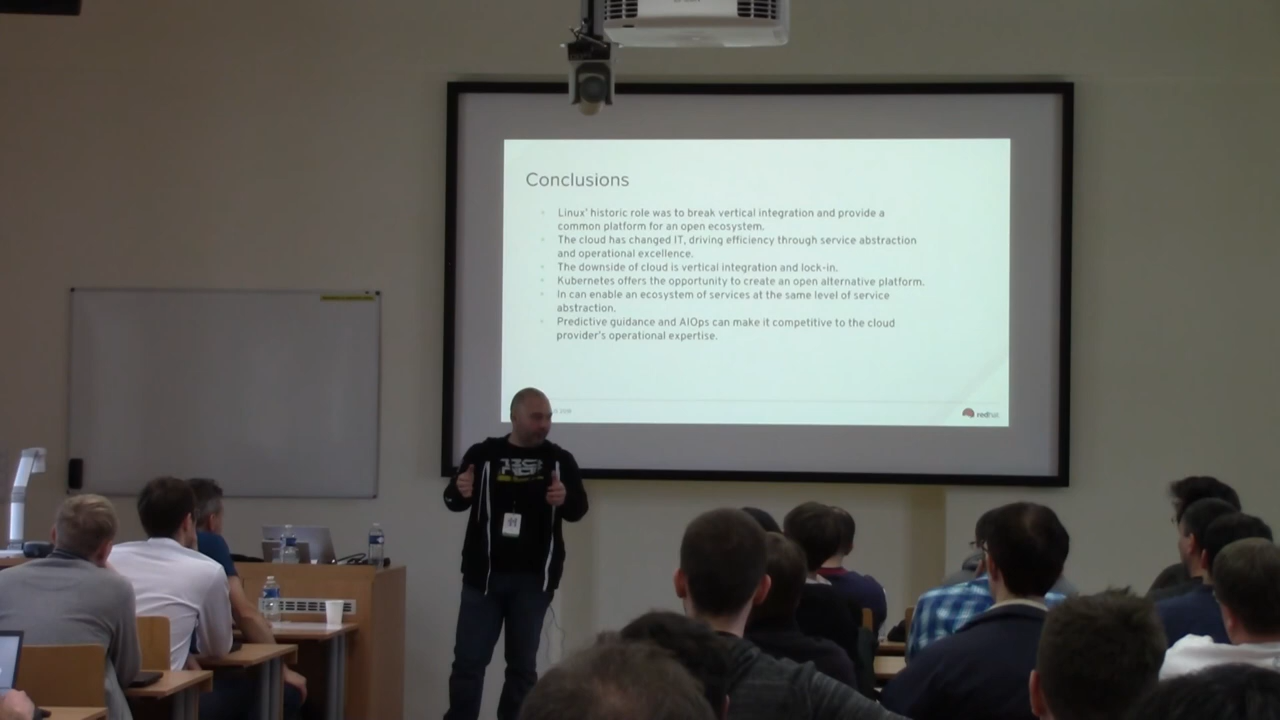 Conclusions
Linux' historic role was to break vertical integration and provide a
common platform for an open ecosystem.
The cloud has changed IT, driving efficiency through service abstraction
and operational excellence.
The downside of cloud is vertical integration and lock-in.
Kubernetes offers the opportunity to create an open alternative platform.
In can enable an ecosystem of services at the same level of service
abstraction.
Predictive guidance and AIOps can make it competitive to the cloud
provider's operational expertise.
redhat.